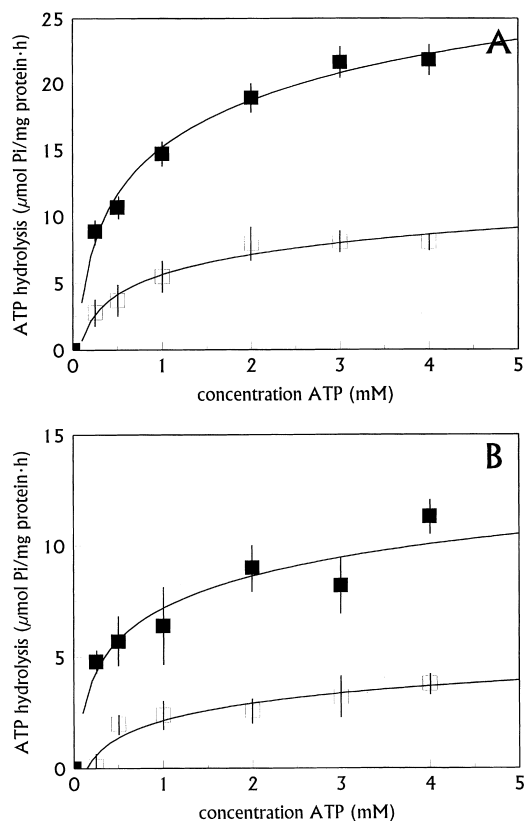 A
25
20
15
10
5
0
ATP hydrolysis (µmol Pi/mg protein·h)
0 1 2 3 4 5
concentration ATP (mM)
B
15
10
5
0
ATP hydrolysis (µmol Pi/mg protein·h)
0 1 2 3 4 5
concentration ATP (mM)